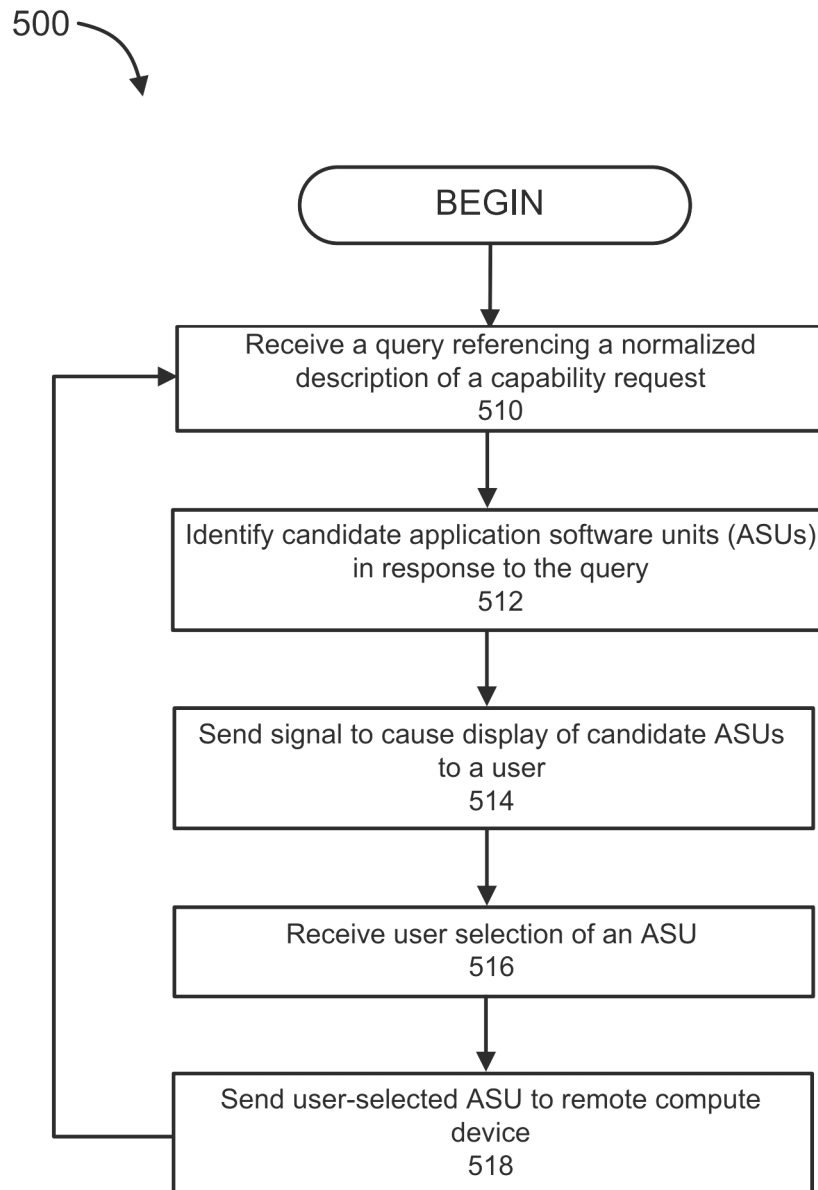 500
BEGIN
Receive a query referencing a normalized
description of a capability request
510
Identify candidate application software units (ASUs)
in response to the query
512
Send signal to cause display of candidate ASUs
to a user
514
Receive user selection of an ASU
516
Send user-selected ASU to remote compute
device
518